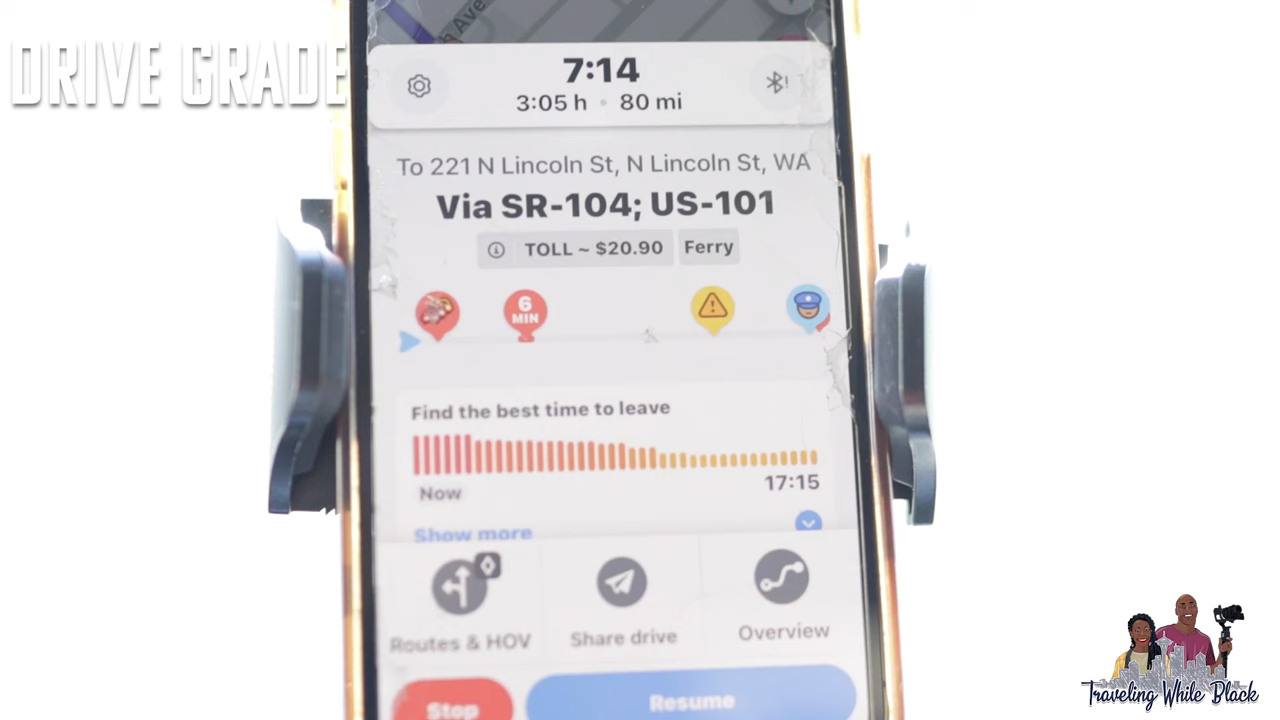 DRIVE GRADE
h Ave
7:14
3:05 h • 80 mi
To 221 N Lincoln St, N Lincoln St, WA
Via SR-104; US-101
TOLL ~ $20.90 Ferry
6
MIN
Find the best time to leave
Now
17:15
Show more
Routes & HOV
Share drive
Overview
Stop
Resume
Traveling While Black